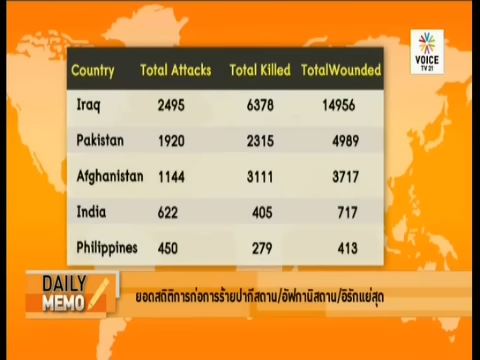 VOICE
TV 21
Country Total Attacks Total Killed TotalWounded
Iraq 2495 6378 14956
Pakistan 1920 2315 4989
Afghanistan 1144 3111 3717
India 622 405 717
Philippines 450 279 413
DAILY
MEMO
ยอดสถิติการก่อการร้ายปากีสถาน/อัฟกานิสถาน/อิรักแย่สุด